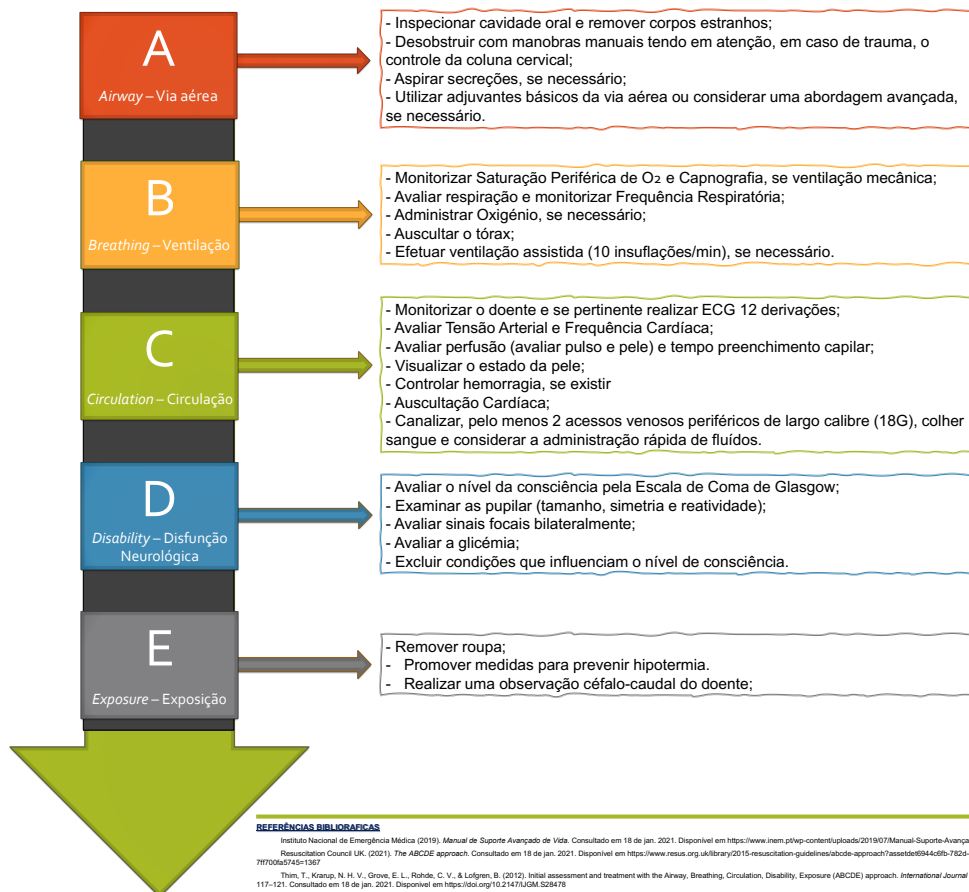 A
Airway – Via aérea
- Inspecionar cavidade oral e remover corpos estranhos;
- Desobstruir com manobras manuais tendo em atenção, em caso de trauma, o
controle da coluna cervical;
- Aspirar secreções, se necessário;
- Utilizar adjuvantes básicos da via aérea ou considerar uma abordagem avançada,
se necessário.
B
Breathing – Ventilação
- Monitorizar Saturação Periférica de O₂ e Capnografia, se ventilação mecânica;
- Avaliar respiração e monitorizar Frequência Respiratória;
- Administrar Oxigénio, se necessário;
- Auscultar o tórax;
- Efetuar ventilação assistida (10 insuflações/min), se necessário.
C
Circulation – Circulação
- Monitorizar o doente e se pertinente realizar ECG 12 derivações;
- Avaliar Tensão Arterial e Frequência Cardíaca;
- Avaliar perfusão (avaliar pulso e pele) e tempo preenchimento capilar;
- Visualizar o estado da pele;
- Controlar hemorragia, se existir
- Auscultação Cardíaca;
- Canalizar, pelo menos 2 acessos venosos periféricos de largo calibre (18G), colher
sangue e considerar a administração rápida de fluídos.
D
Disability – Disfunção
Neurológica
- Avaliar o nível da consciência pela Escala de Coma de Glasgow;
- Examinar as pupilar (tamanho, simetria e reatividade);
- Avaliar sinais focais bilateralmente;
- Avaliar a glicémia;
- Excluir condições que influenciam o nível de consciência.
E
Exposure – Exposição
- Remover roupa;
- Promover medidas para prevenir hipotermia.
- Realizar uma observação céfalo-caudal do doente;
REFERÊNCIAS BIBLIOGRAFICAS
Instituto Nacional de Emergência Médica (2019). Manual de Suporte Avançado de Vida. Consultado em 18 de jan. 2021. Disponível em https://www.inem.pt/wp-content/uploads/2019/07/Manual-Suporte-Avança
Resuscitation Council UK. (2021). The ABCDE approach. Consultado em 18 de jan. 2021. Disponível em https://www.resus.org.uk/library/2015-resuscitation-guidelines/abcde-approach?assetdet6944c6fb-782d-
7ff700fa5745=1367
Thim, T., Krarup, N. H. V., Grove, E. L., Rohde, C. V., & Lofgren, B. (2012). Initial assessment and treatment with the Airway, Breathing, Circulation, Disability, Exposure (ABCDE) approach. International Journal
117–121. Consultado em 18 de jan. 2021. Disponível em https://doi.org/10.2147/IJGM.S28478